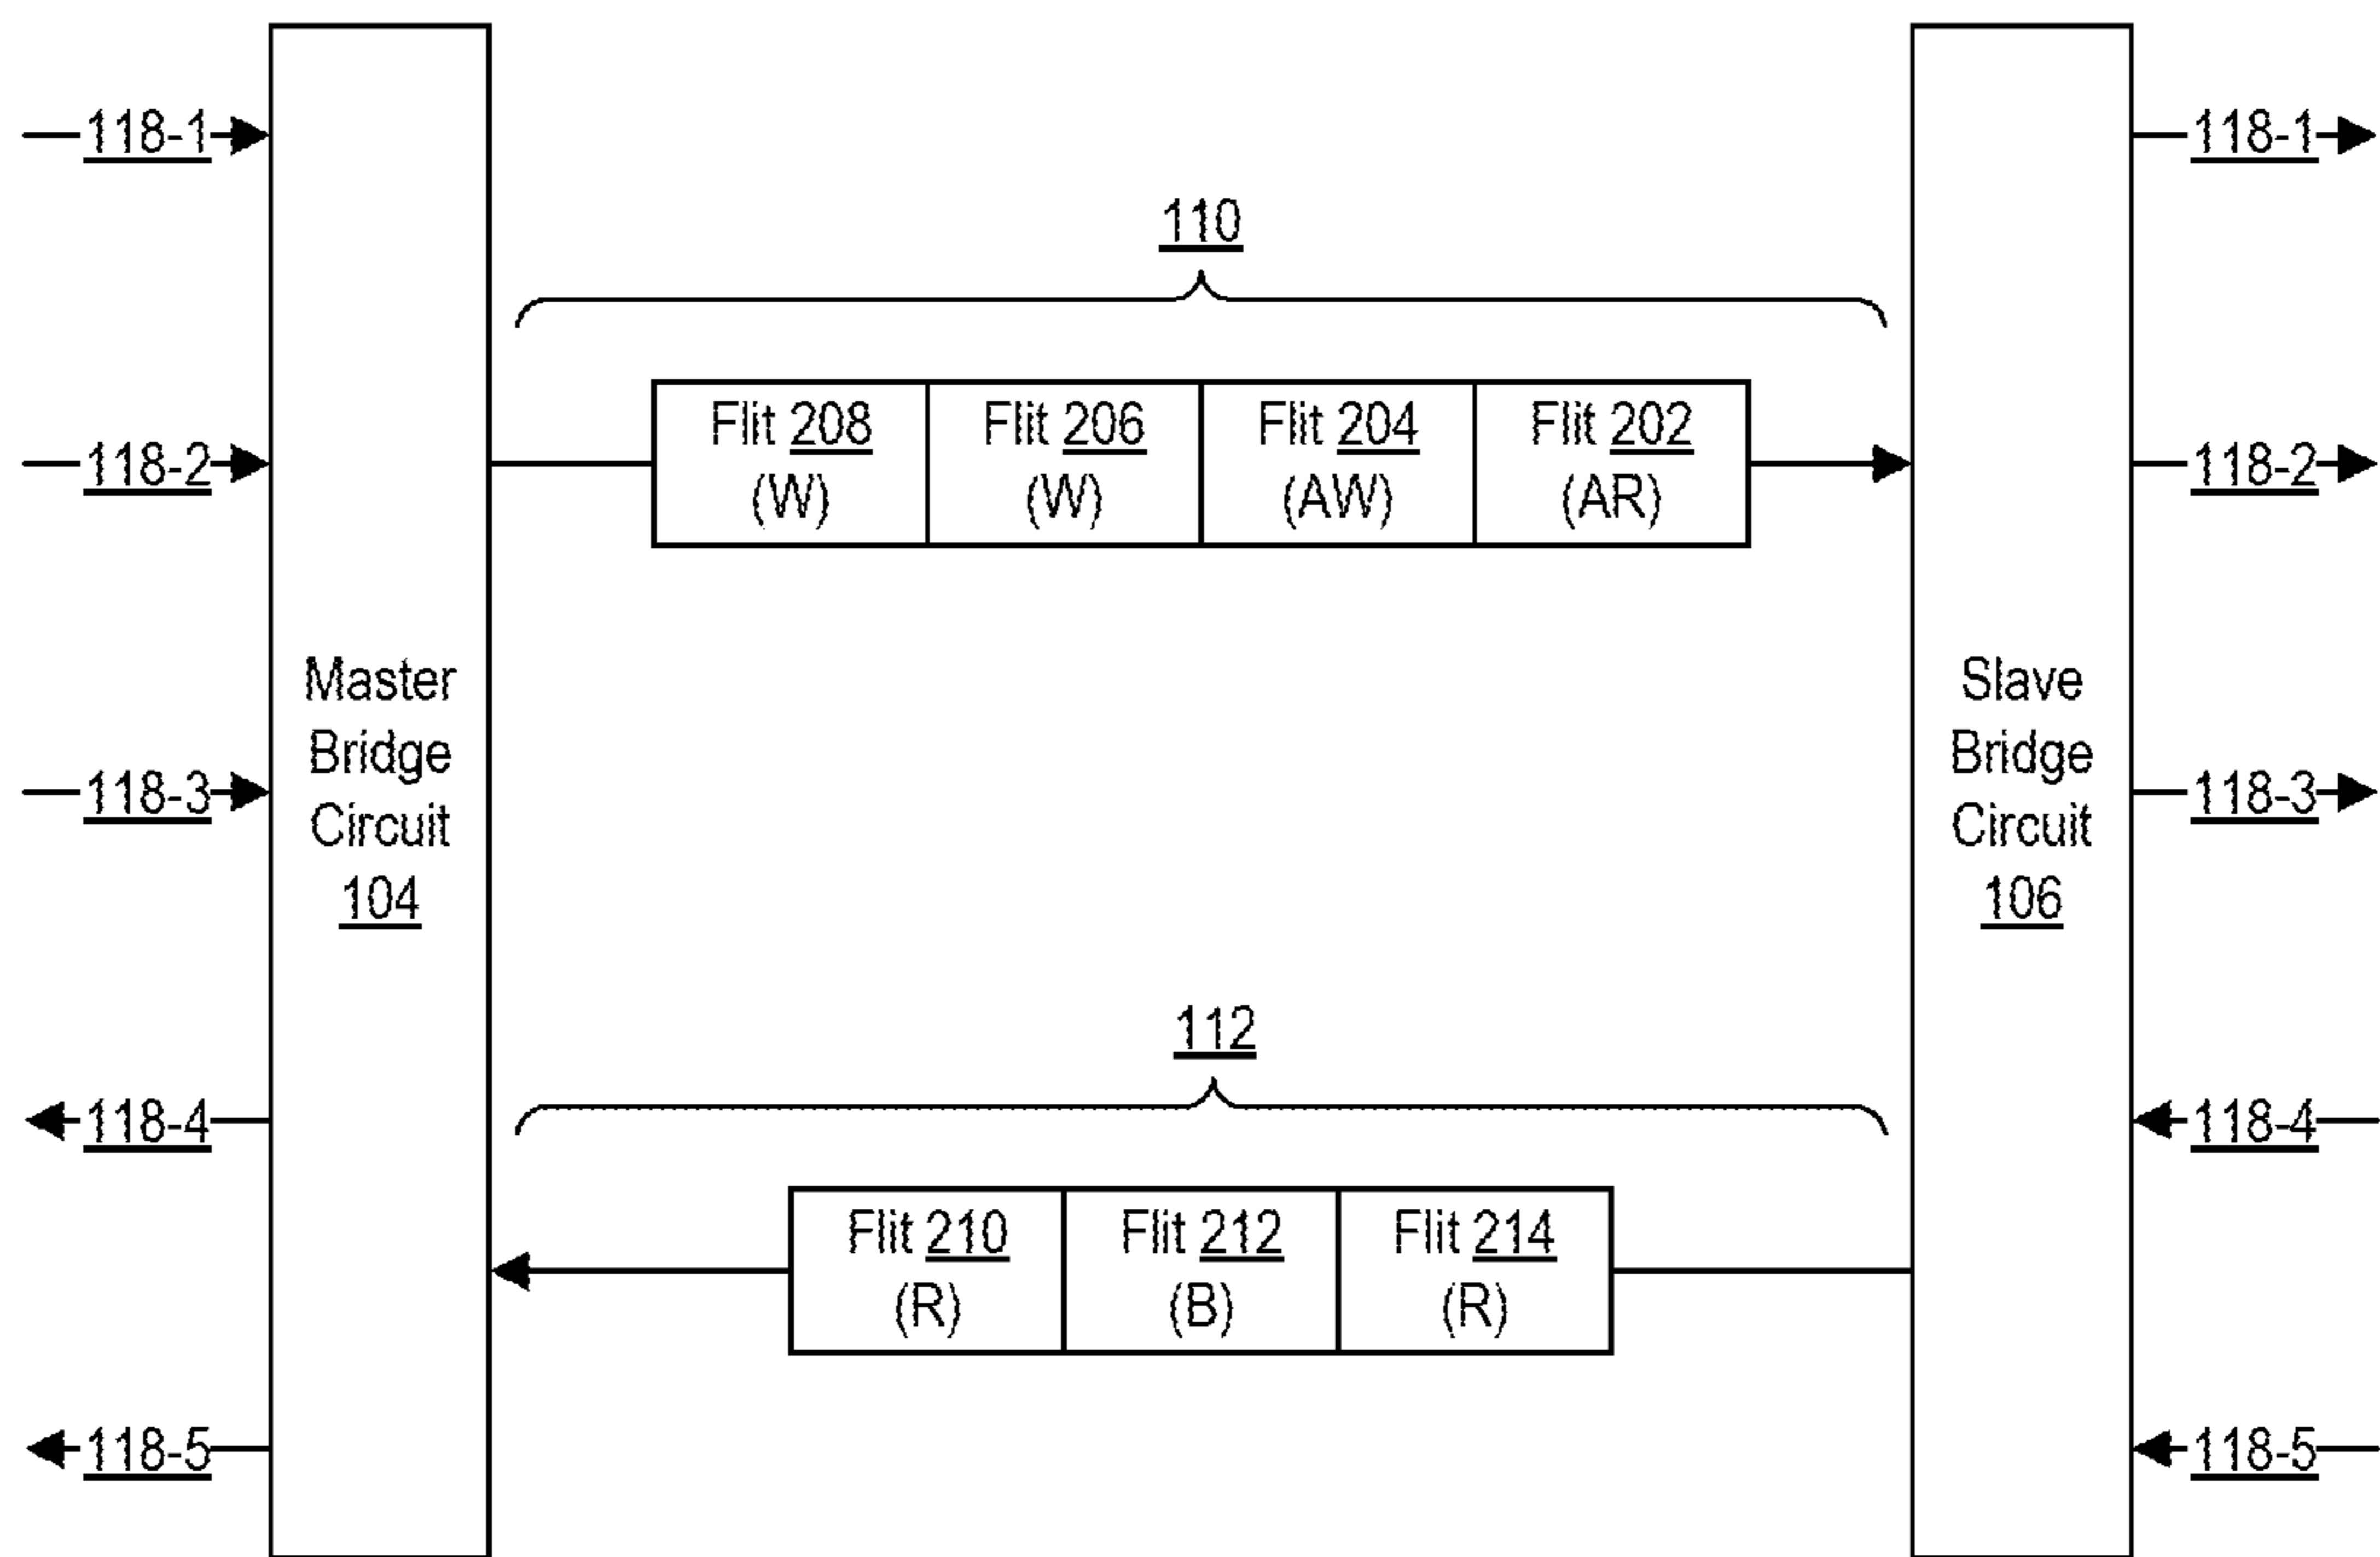 118-1
118-1
110
Flit 208
(W)
Flit 206
(W)
Flit 204
(AW)
Flit 202
(AR)
118-2
118-2
Master
Bridge
Circuit
104
Slave
Bridge
Circuit
106
118-3
118-3
112
118-4
118-4
Flit 210
(R)
Flit 212
(B)
Flit 214
(R)
118-5
118-5